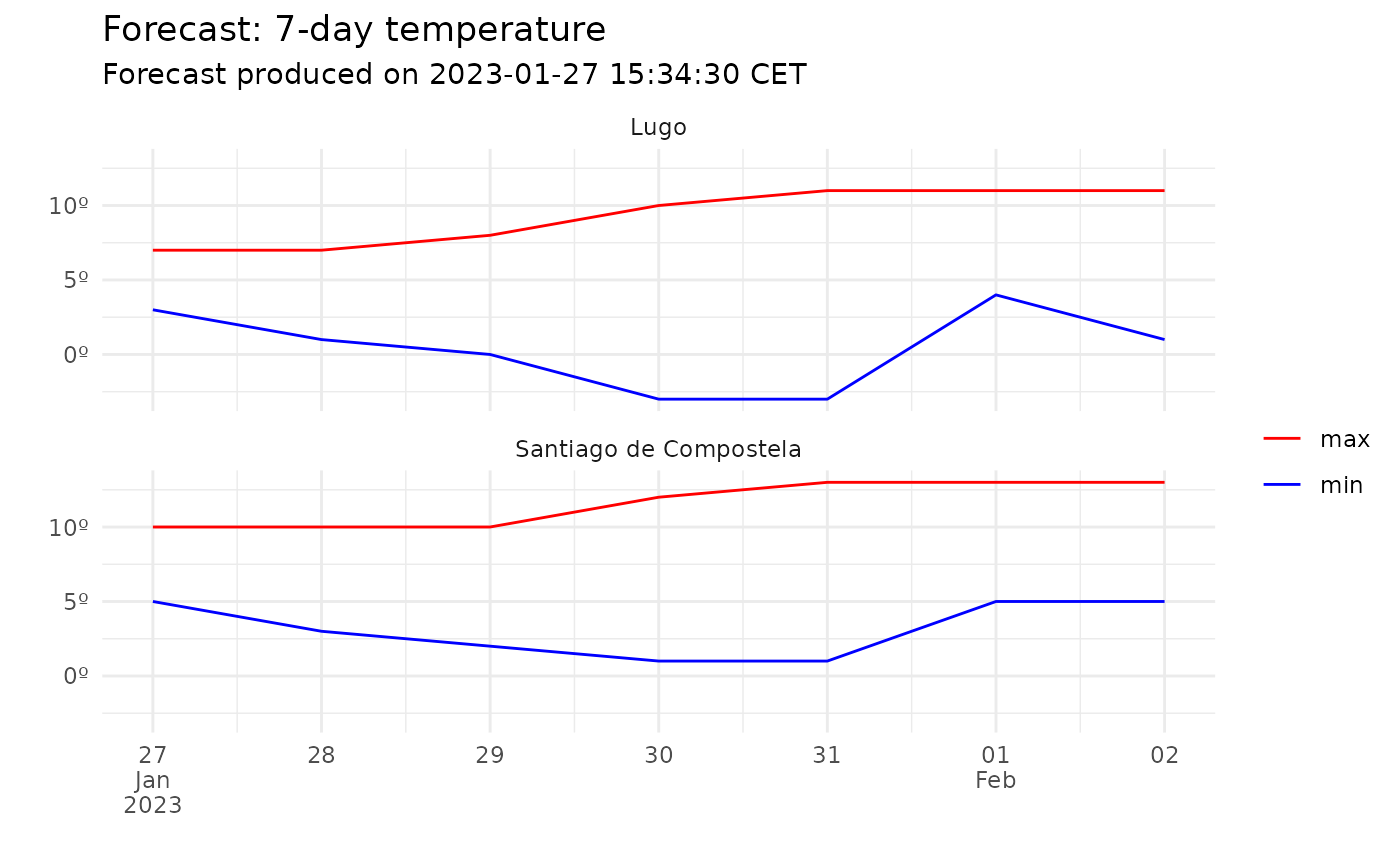 Forecast: 7-day temperature
Forecast produced on 2023-01-27 15:34:30 CET
Lugo
10º
5º
0º
Santiago de Compostela
10º
5º
0º
27 28 29 30 31 01 02
Jan Feb
2023
max
min